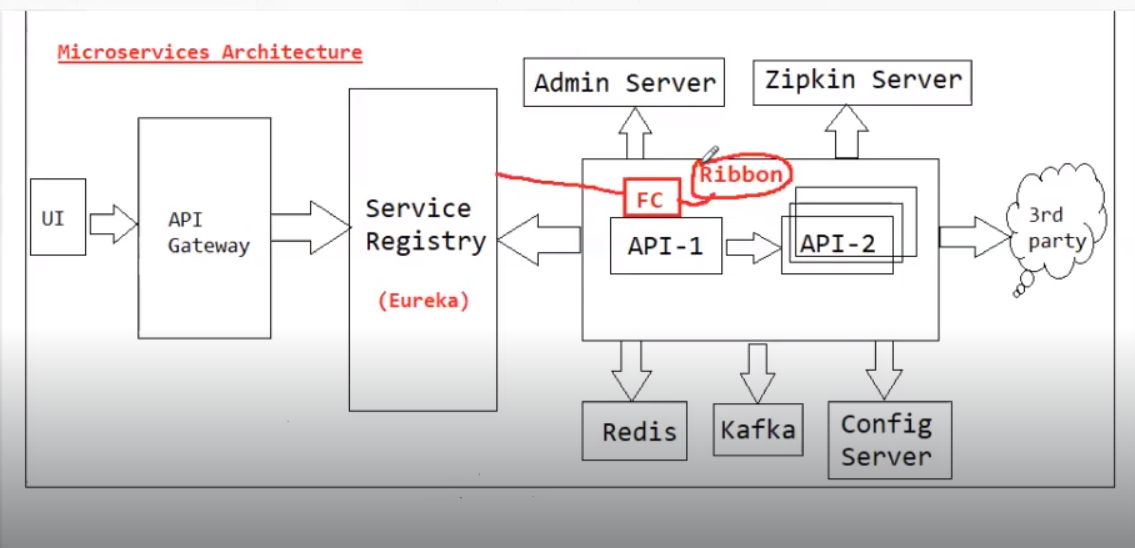 Microservices Architecture
Admin Server
Zipkin Server
UI
API
Gateway
Service
Registry
(Eureka)
FC
Ribbon
API-1
API-2
3rd
party
Redis
Kafka
Config
Server